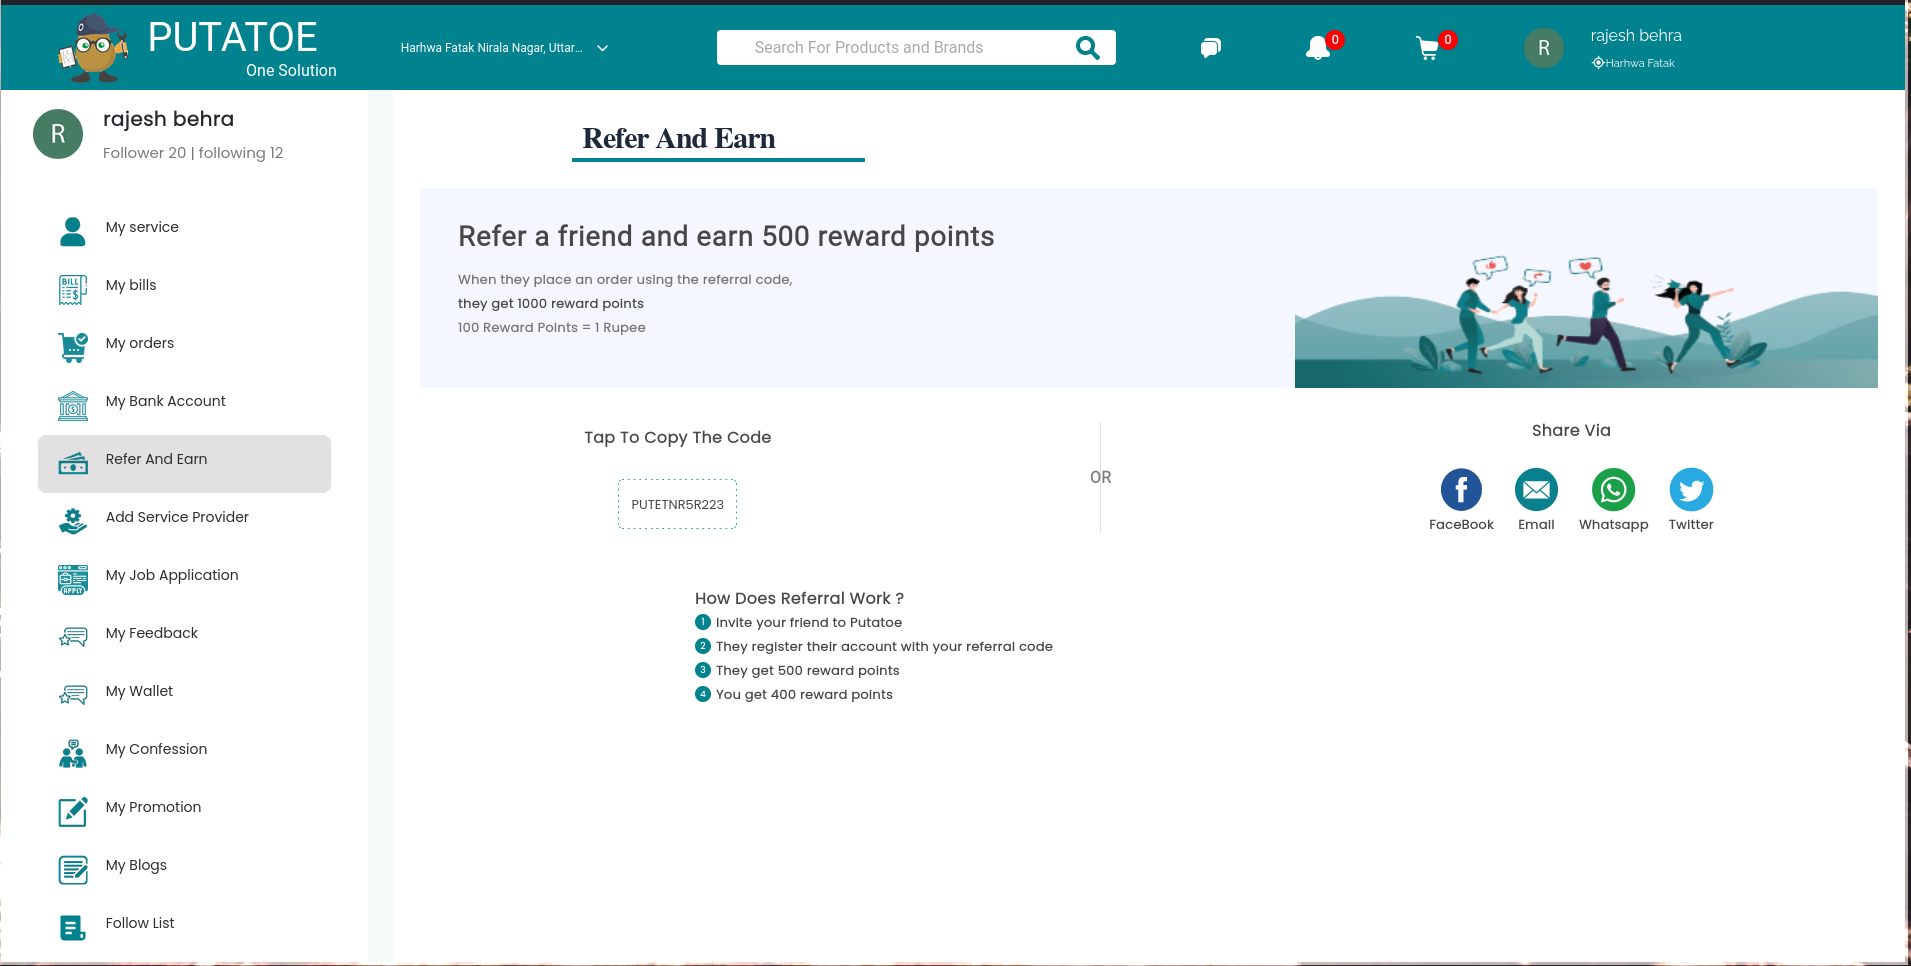 PUTATOE
One Solution
Harhwa Fatak Nirala Nagar, Uttar...
Search For Products and Brands
0
0
R
rajesh behra
Harhwa Fatak
R
rajesh behra
Follower 20 | following 12
My service
BILL
My bills
My orders
My Bank Account
Refer And Earn
Add Service Provider
APPLY
My Job Application
My Feedback
My Wallet
My Confession
My Promotion
My Blogs
Follow List
Refer And Earn
Refer a friend and earn 500 reward points
When they place an order using the referral code,
they get 1000 reward points
100 Reward Points = 1 Rupee
Tap To Copy The Code
PUTETNR5R223
OR
Share Via
FaceBook
Email
Whatsapp
Twitter
How Does Referral Work ?
1 Invite your friend to Putatoe
2 They register their account with your referral code
3 They get 500 reward points
4 You get 400 reward points